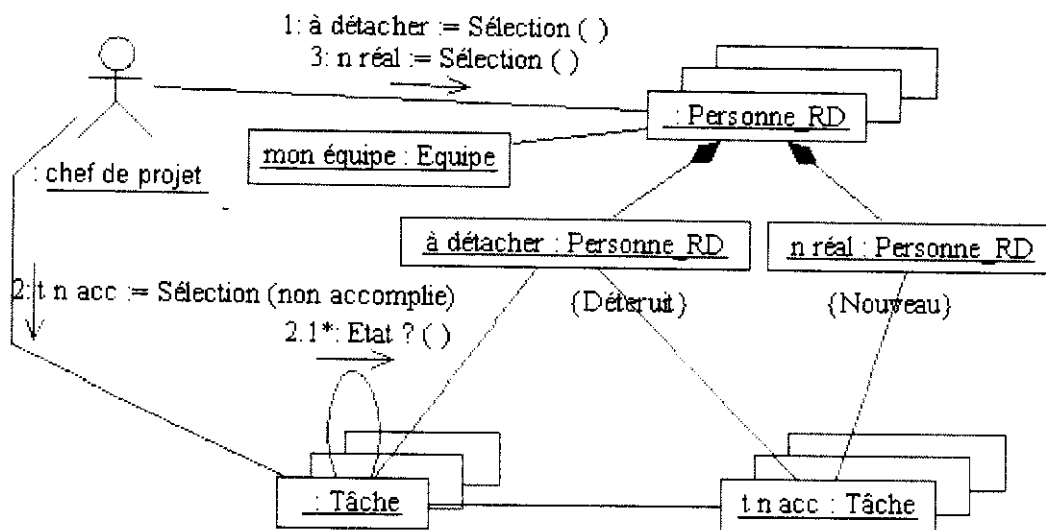 1: à détacher := Sélection ( )
3: n réal := Sélection ( )
: Personne_RD
mon équipe : Equipe
: chef de projet
à détacher : Personne_RD
n réal : Personne_RD
2: t n acc := Sélection (non accomplie)
{Déteruit}
{Nouveau}
2.1*: Etat ? ( )
: Tâche
t n acc : Tâche